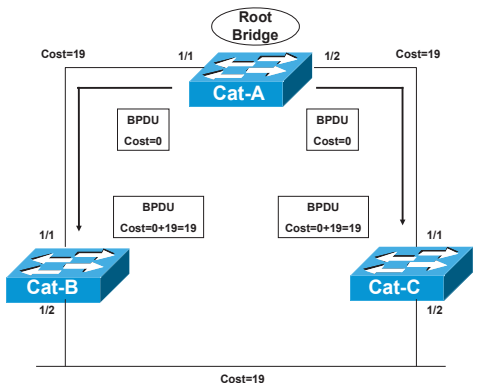 Root
Bridge
Cost=19
1/1
1/2
Cost=19
Cat-A
BPDU
Cost=0
BPDU
Cost=0
BPDU
Cost=0+19=19
BPDU
Cost=0+19=19
1/1
1/1
Cat-B
Cat-C
1/2
1/2
Cost=19